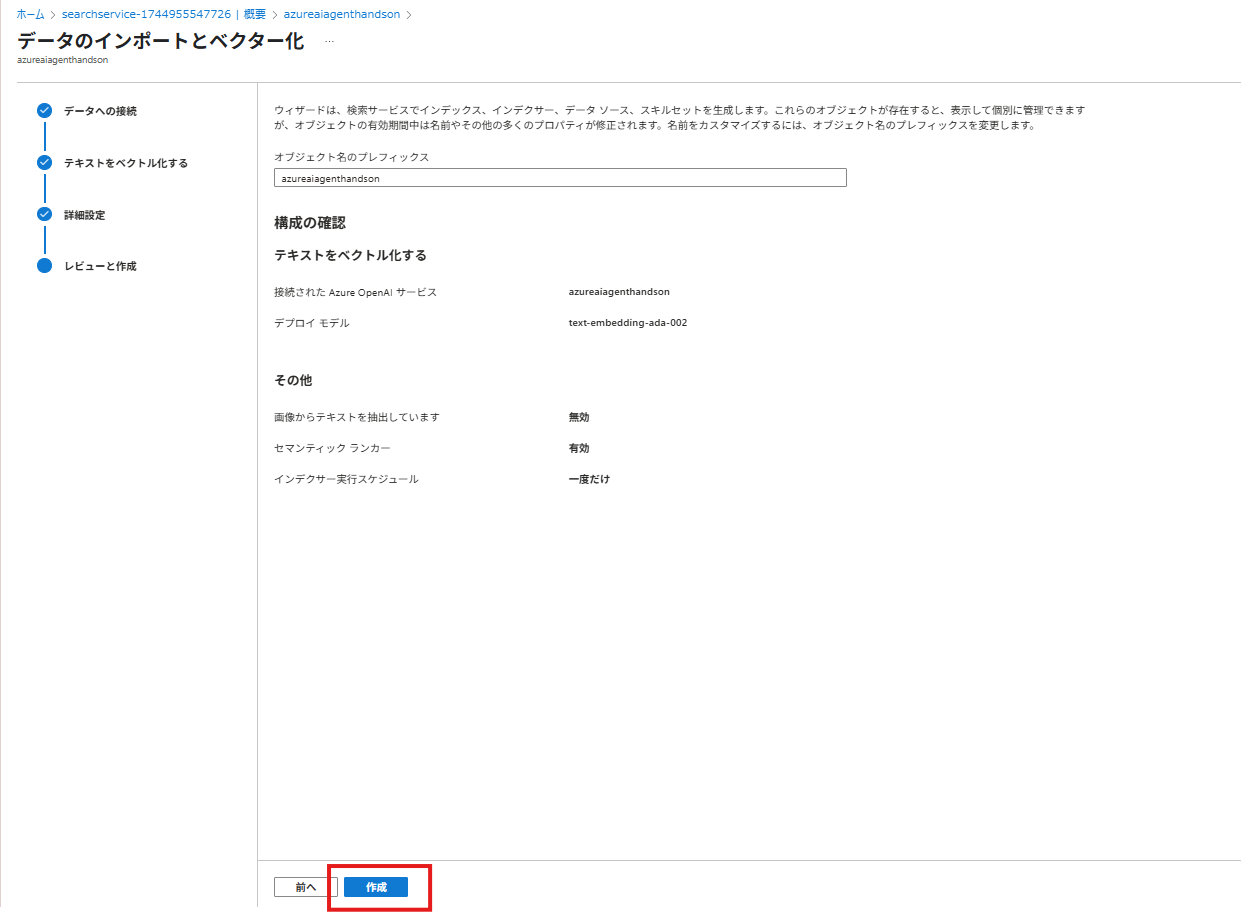 ホーム > searchservice-1744955547726 | 概要 > azureaiagenthandson >
データのインポートとベクター化 ...
azureaiagenthandson
データへの接続
テキストをベクトル化する
詳細設定
レビューと作成
ウィザードは、検索サービスでインデックス、インデクサー、データ ソース、スキルセットを生成します。これらのオブジェクトが存在すると、表示して個別に管理できます
が、オブジェクトの有効期間中は名前やその他の多くのプロパティが修正されます。名前をカスタマイズするには、オブジェクト名のプレフィックスを変更します。
オブジェクト名のプレフィックス
azureaiagenthandson
構成の確認
テキストをベクトル化する
接続された Azure OpenAI サービス azureaiagenthandson
デプロイ モデル text-embedding-ada-002
その他
画像からテキストを抽出しています 無効
セマンティック ランカー 有効
インデクサー実行スケジュール 一度だけ
前へ 作成